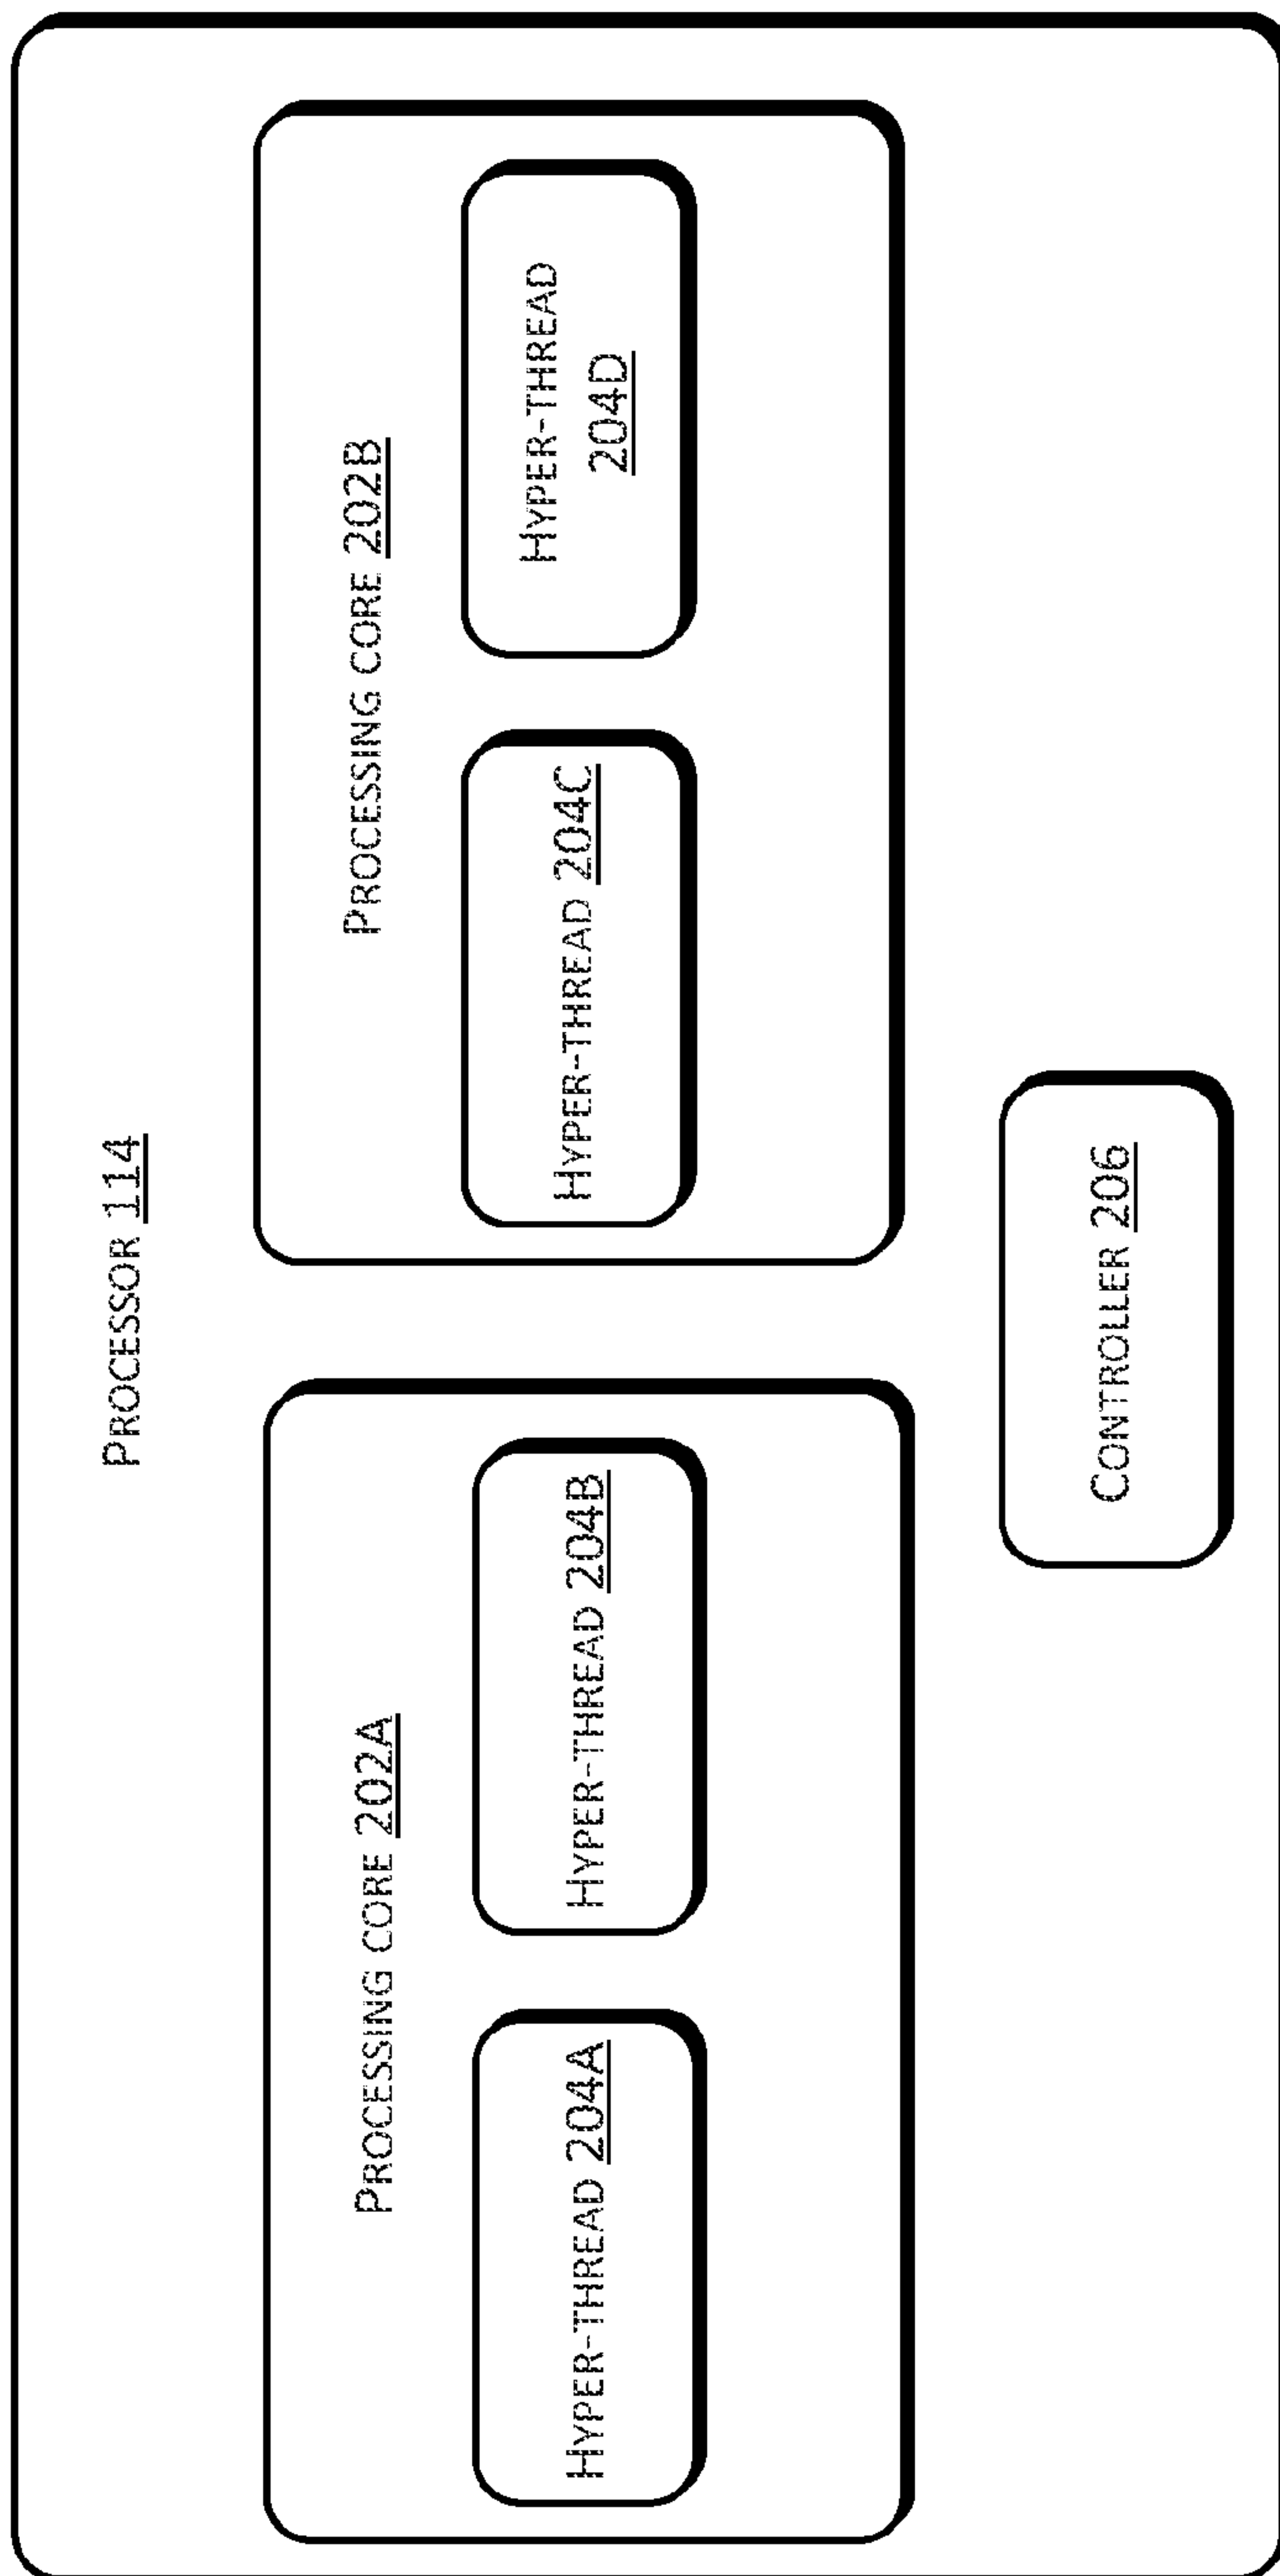 PROCESSOR 114
PROCESSING CORE 202A
HYPER-THREAD 204A
HYPER-THREAD 204B
PROCESSING CORE 202B
HYPER-THREAD 204C
HYPER-THREAD
204D
CONTROLLER 206